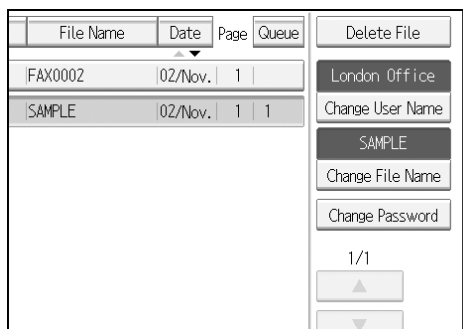 File Name Date Page Queue Delete File
FAX0002 02/Nov. 1
London Office
SAMPLE 02/Nov. 1 1
Change User Name
SAMPLE
Change File Name
Change Password
1/1